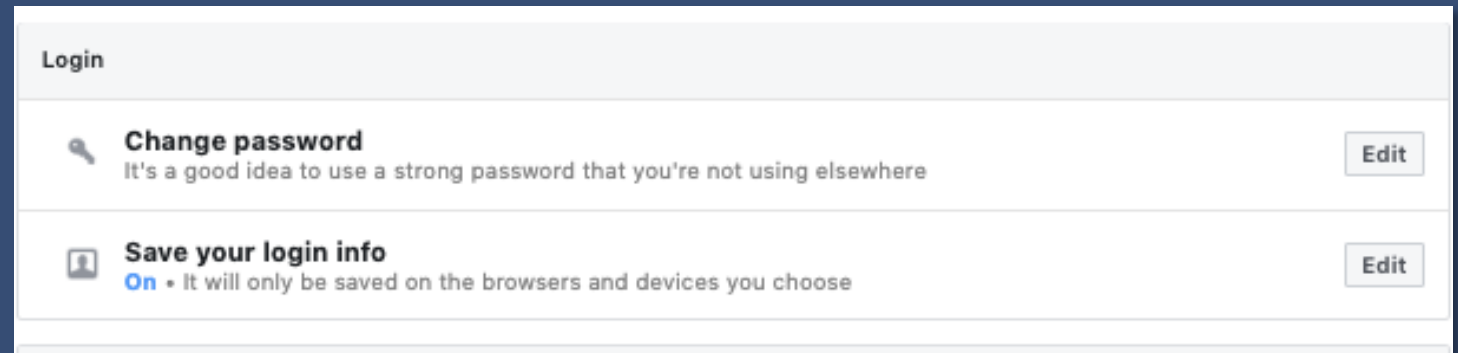 Login
Change password
It's a good idea to use a strong password that you're not using elsewhere
Edit
Save your login info
On • It will only be saved on the browsers and devices you choose
Edit